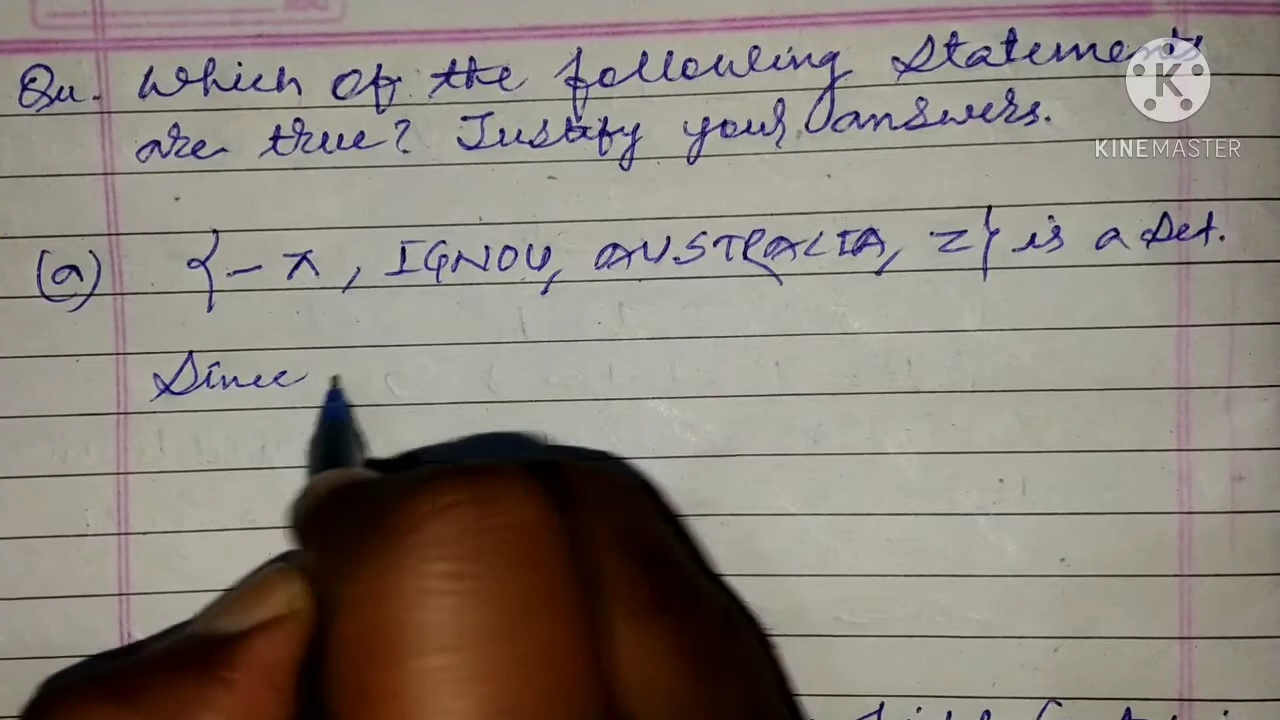 Qu. Which of the following statements
are true? Justify your answers.
K
KINEMASTER
(a) {-π, IGNOU, AUSTRALIA, Z} is a set.
Since